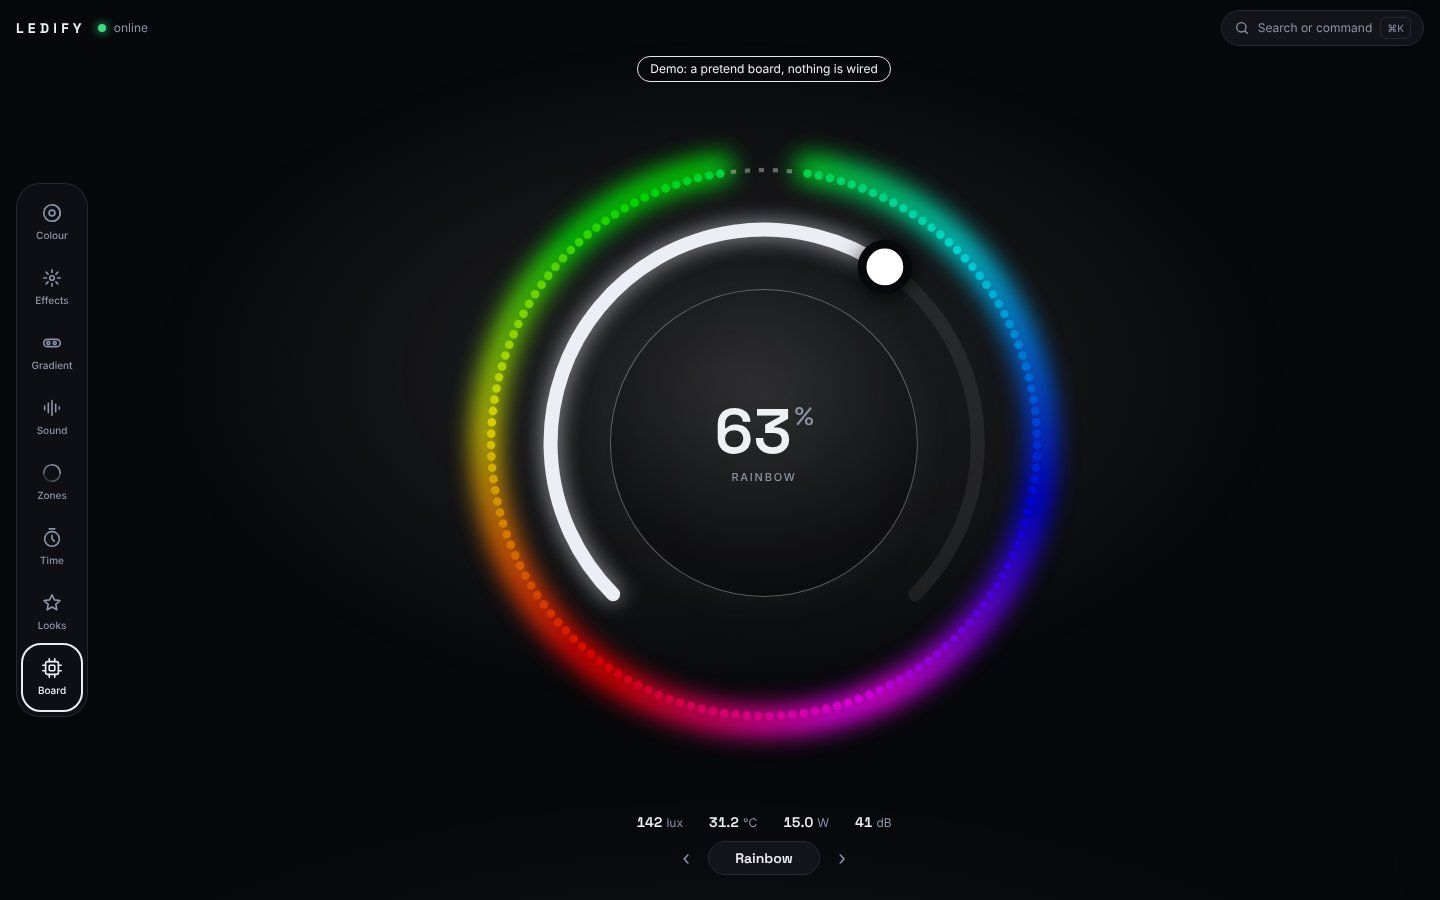 LEDIFY online
Search or command ⌘K
Demo: a pretend board, nothing is wired
Colour
Effects
Gradient
Sound
Zones
Time
Looks
Board
63%
RAINBOW
142 lux 31.2 °C 15.0 W 41 dB
‹ Rainbow ›